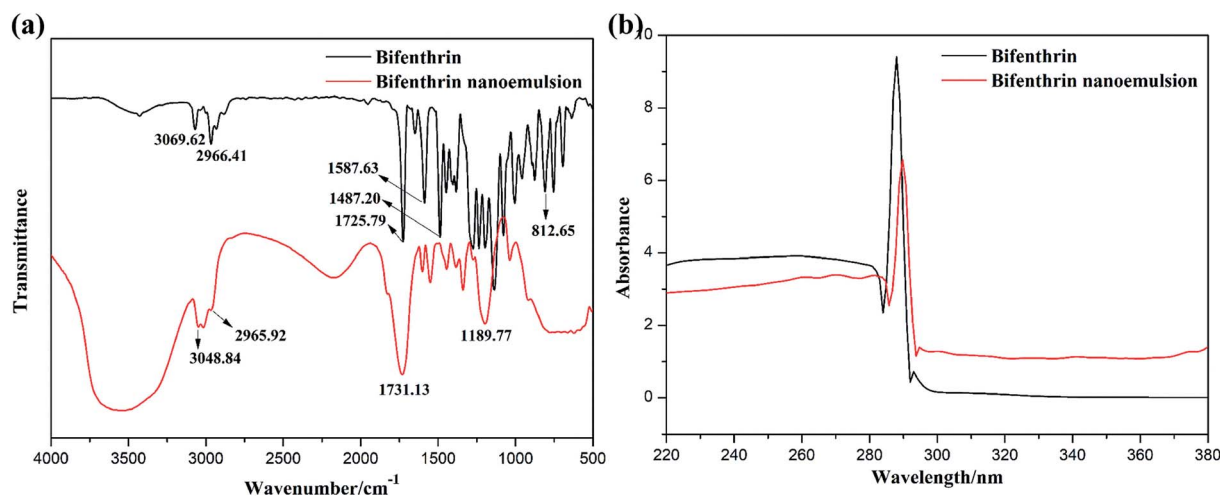 (a)
Bifenthrin
Bifenthrin nanoemulsion
3069.62
2966.41
1587.63
1487.20
1725.79
812.65
2965.92
3048.84
1189.77
1731.13
Transmittance
4000 3500 3000 2500 2000 1500 1000 500
Wavenumber/cm⁻¹
(b)
Bifenthrin
Bifenthrin nanoemulsion
10
8
6
4
2
0
Absorbance
220 240 260 280 300 320 340 360 380
Wavelength/nm